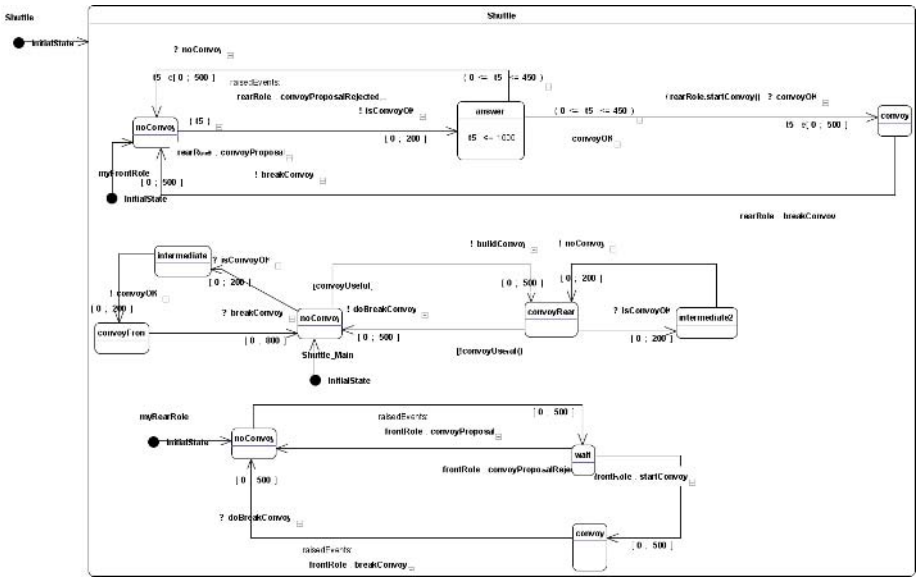 Shuttle
Shuttle
InitialState
? noConvoy
t5 ∈[ 0 ; 500 ]
raisedEvents:
( 0 <= t5 <= 450 )
rearRole . convoyProposalRejected
! isConvoyOK
answer
( 0 <= t5 <= 450 )
/rearRole.startConvoy() ? convoyOK
noConvoy
{ t5 }
[ 0 ; 200 ]
t5 <= 1000
convoyOK
t5 ∈[ 0 ; 500 ]
convoy
rearRole . convoyProposal
myFrontRole
[ 0 ; 500 ]
! breakConvoy
InitialState
rearRole . breakConvoy
intermediate
? isConvoyOK
[ 0 ; 200 ]
! convoyOK
[ 0 ; 200 ]
convoyFron
? breakConvoy
[ 0 ; 800 ]
[convoyUseful
noConvoy
! buildConvoy
[ 0 ; 500 ]
! noConvoy
[ 0 ; 200 ]
! doBreakConvoy
[ 0 ; 500 ]
convoyRear
? isConvoyOK
[ 0 ; 200 ]
intermediate2
[!convoyUseful()
Shuttle_Main
InitialState
myRearRole
InitialState
noConvoy
raisedEvents:
[ 0 ; 500 ]
frontRole . convoyProposal
wait
frontRole . convoyProposalRejec
frontRole . startConvoy
[ 0 ; 500 ]
? doBreakConvoy
convoy
[ 0 ; 500 ]
raisedEvents:
frontRole . breakConvoy